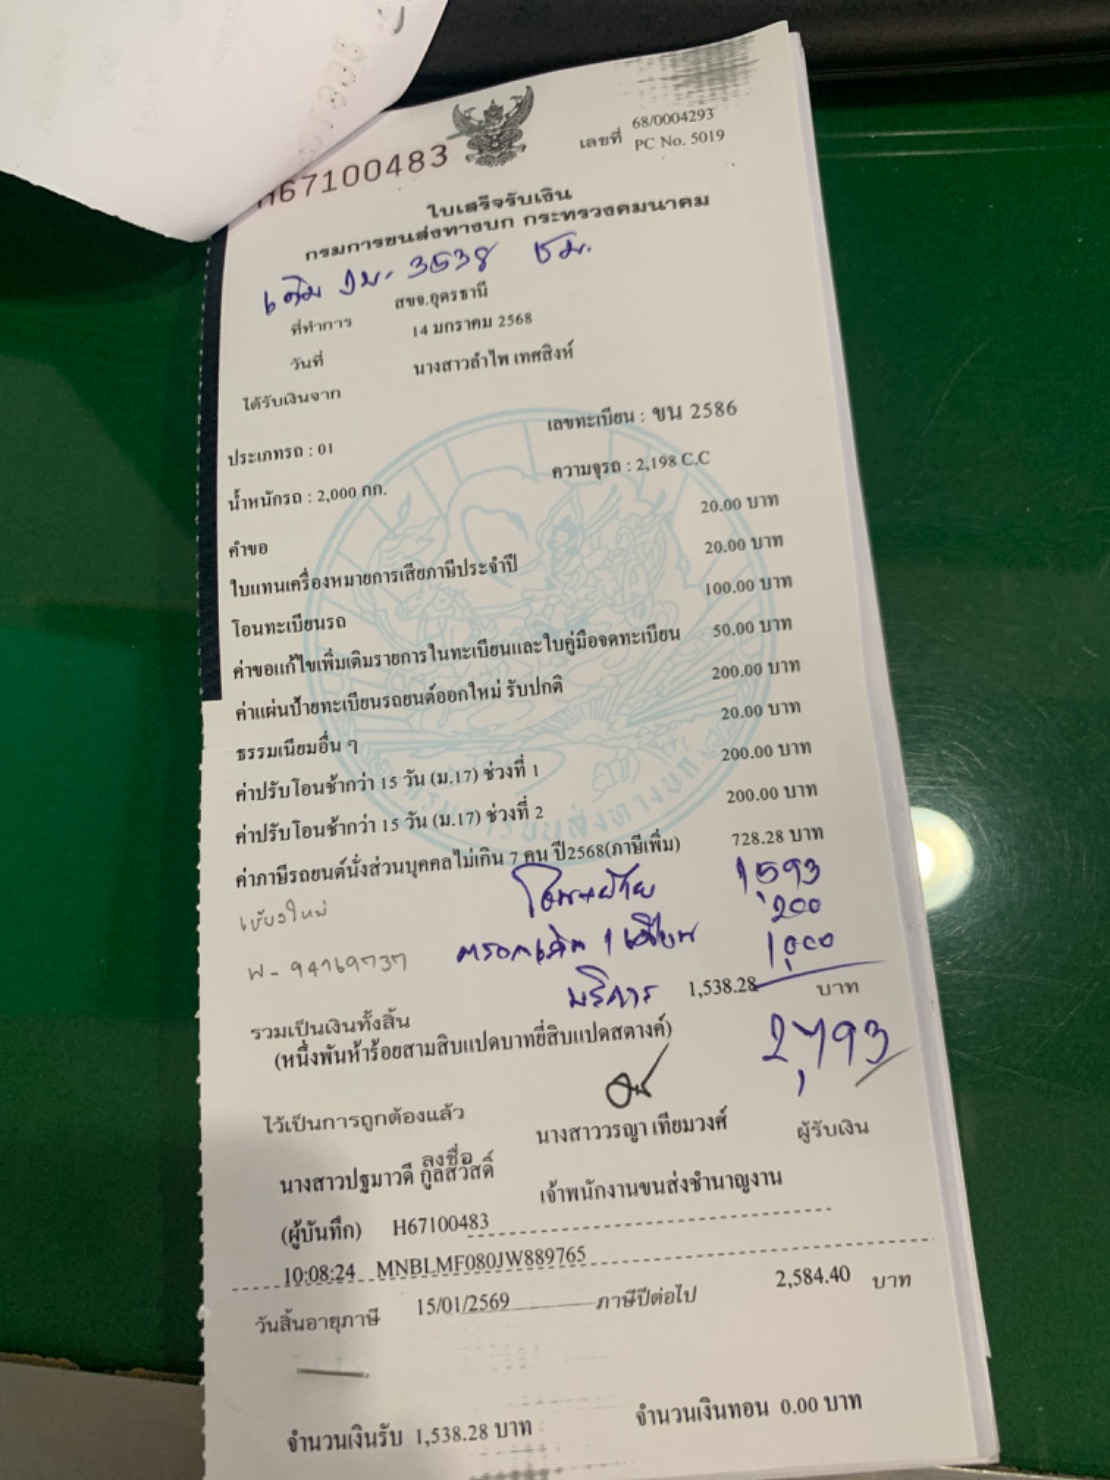 H67100483
เลขที่ 68/0004293
PC No. 5019
ใบเสร็จรับเงิน
กรมการขนส่งทางบก กระทรวงคมนาคม
เดิม ฎน- 3538 ชม.
ที่ทำการ สขจ.อุดรธานี
วันที่ 14 มกราคม 2568
ได้รับเงินจาก นางสาวลำไพ เทศสิงห์
ประเภทรถ : 01 เลขทะเบียน : ขน 2586
น้ำหนักรถ : 2,000 กก. ความจุรถ : 2,198 C.C
คำขอ 20.00 บาท
ใบแทนเครื่องหมายการเสียภาษีประจำปี 20.00 บาท
โอนทะเบียนรถ 100.00 บาท
ค่าขอแก้ไขเพิ่มเติมรายการในทะเบียนและใบคู่มือจดทะเบียน 50.00 บาท
ค่าแผ่นป้ายทะเบียนรถยนต์ออกใหม่ รับปกติ 200.00 บาท
ธรรมเนียมอื่น ๆ 20.00 บาท
ค่าปรับโอนช้ากว่า 15 วัน (ม.17) ช่วงที่ 1 200.00 บาท
ค่าปรับโอนช้ากว่า 15 วัน (ม.17) ช่วงที่ 2 200.00 บาท
ค่าภาษีรถยนต์นั่งส่วนบุคคลไม่เกิน 7 คน ปี2568(ภาษีเพิ่ม) 728.28 บาท
เชียงใหม่ โอน+ย้าย 1,593
200
พ-94169737 1,000
บริการ
รวมเป็นเงินทั้งสิ้น 1,538.28 บาท
(หนึ่งพันห้าร้อยสามสิบแปดบาทยี่สิบแปดสตางค์)
2,793
ไว้เป็นการถูกต้องแล้ว
ลงชื่อ นางสาววรญา เทียมวงศ์ ผู้รับเงิน
นางสาวปฐมาวดี กูลสวัสดิ์
เจ้าพนักงานขนส่งชำนาญงาน
(ผู้บันทึก) H67100483
10:08:24 MNBLMF080JW889765
วันสิ้นอายุภาษี 15/01/2569 ภาษีปีต่อไป 2,584.40 บาท
จำนวนเงินรับ 1,538.28 บาท จำนวนเงินทอน 0.00 บาท